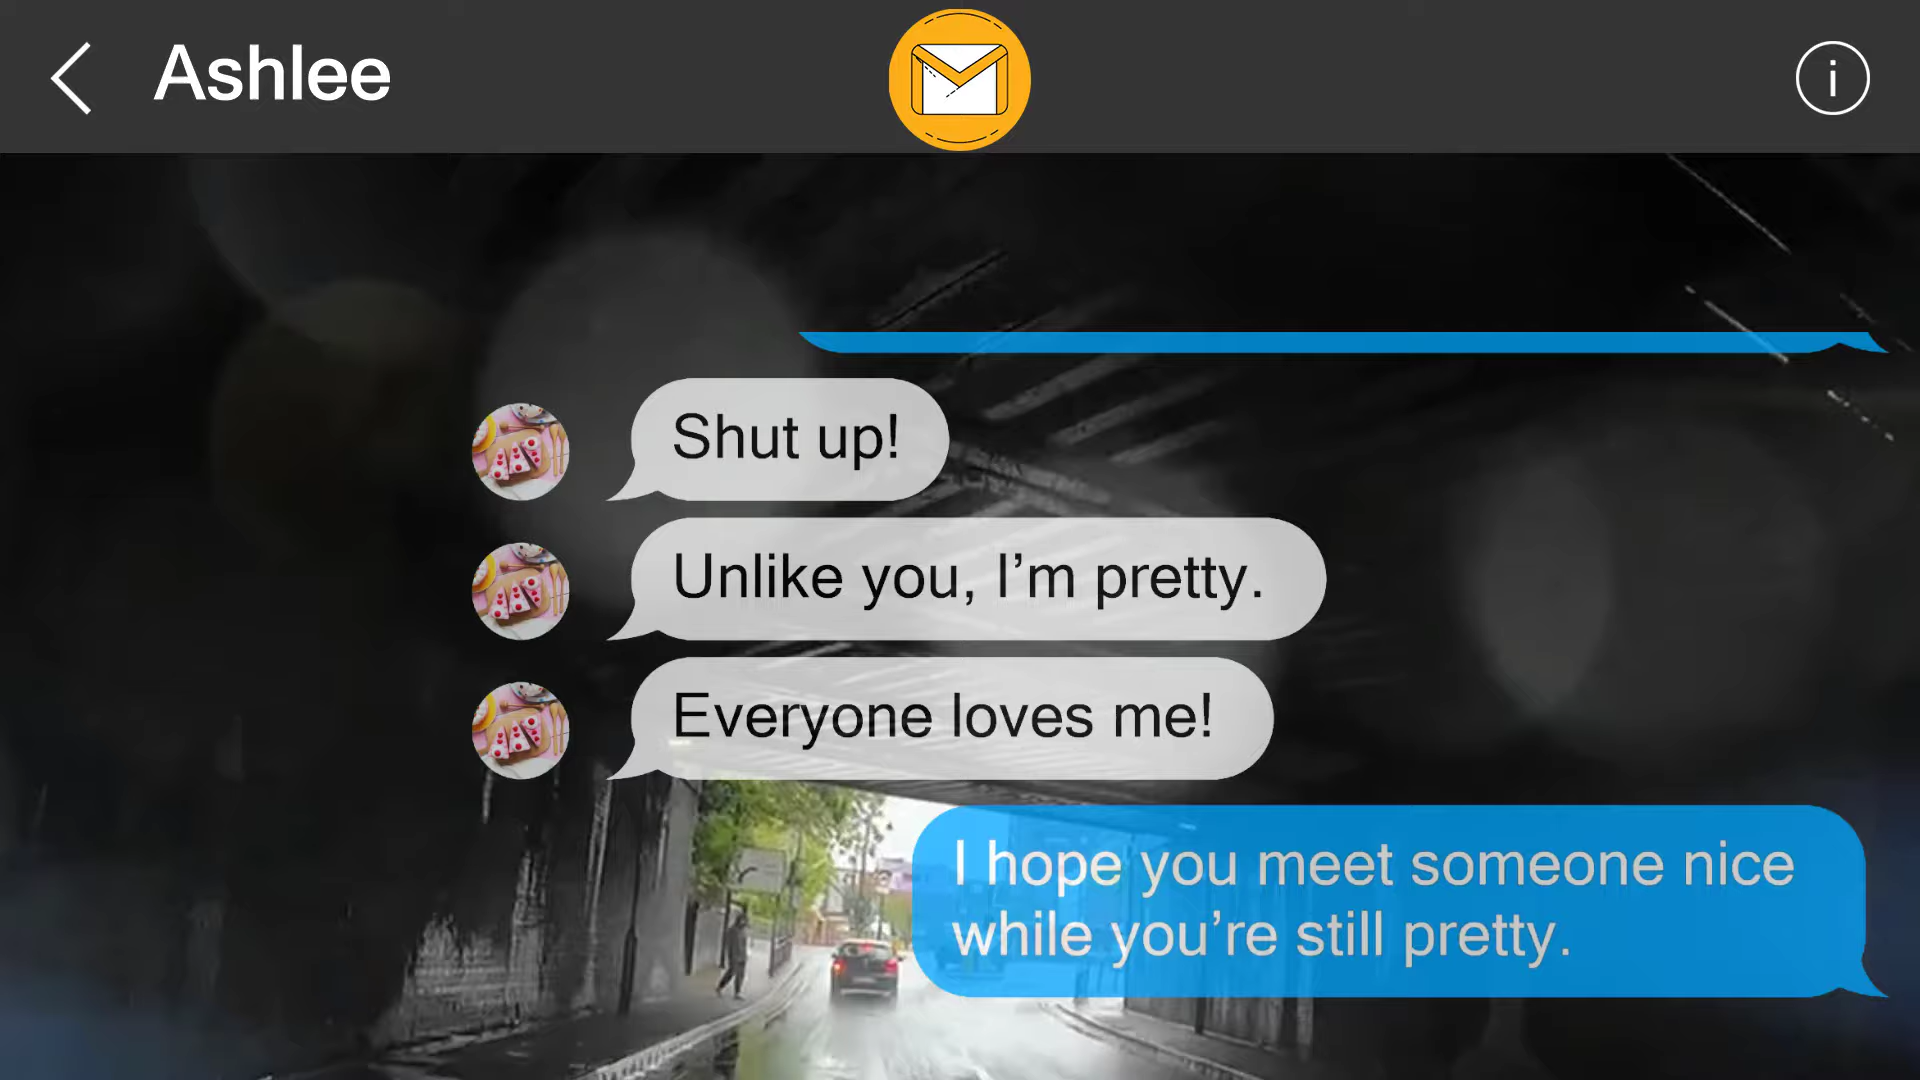 Ashlee
i
Shut up!
Unlike you, I’m pretty.
Everyone loves me!
I hope you meet someone nice
while you’re still pretty.